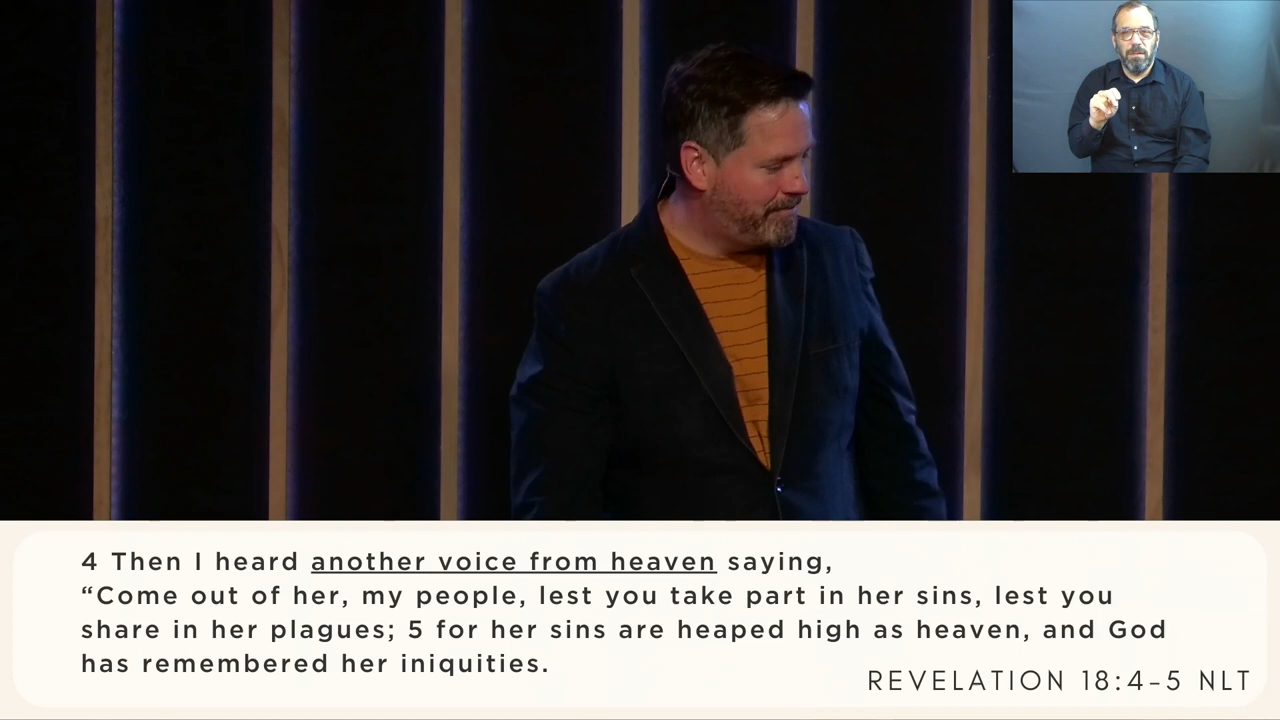 4 Then I heard another voice from heaven saying,
“Come out of her, my people, lest you take part in her sins, lest you
share in her plagues; 5 for her sins are heaped high as heaven, and God
has remembered her iniquities.
REVELATION 18:4–5 NLT